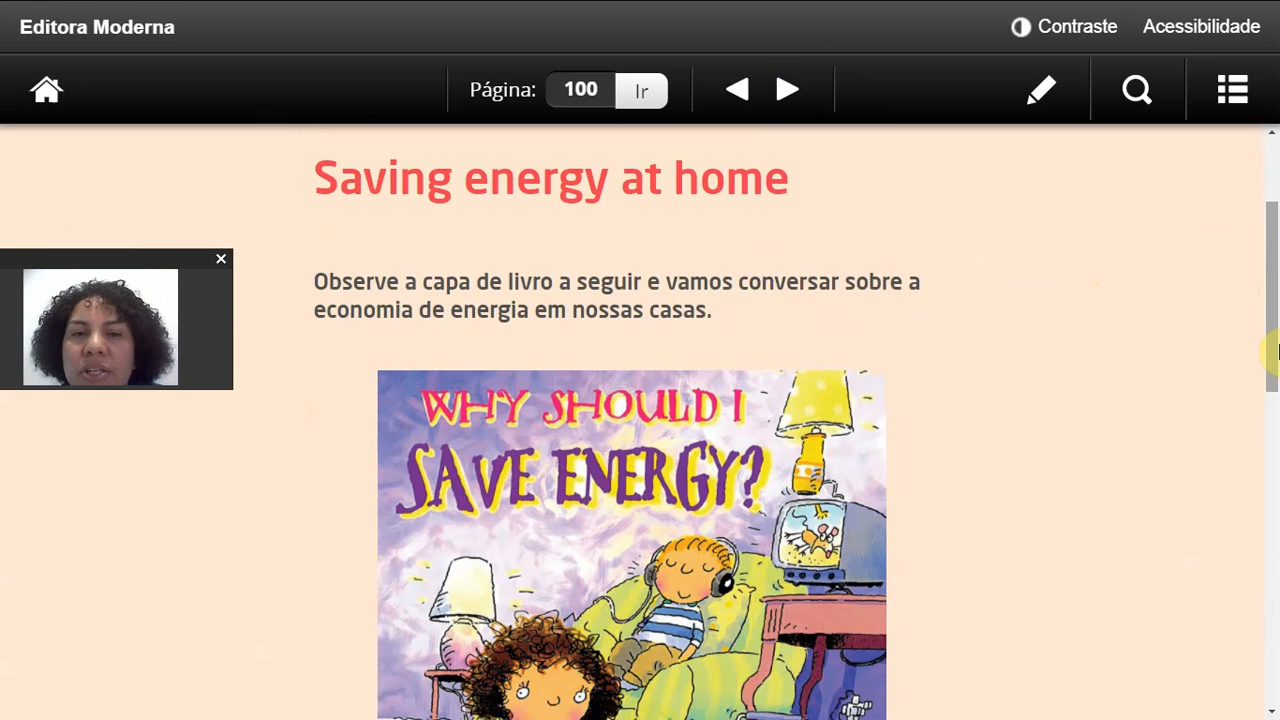 Editora Moderna
Contraste
Acessibilidade
Página: 100 Ir
Saving energy at home
Observe a capa de livro a seguir e vamos conversar sobre a
economia de energia em nossas casas.
WHY SHOULD I
SAVE ENERGY?